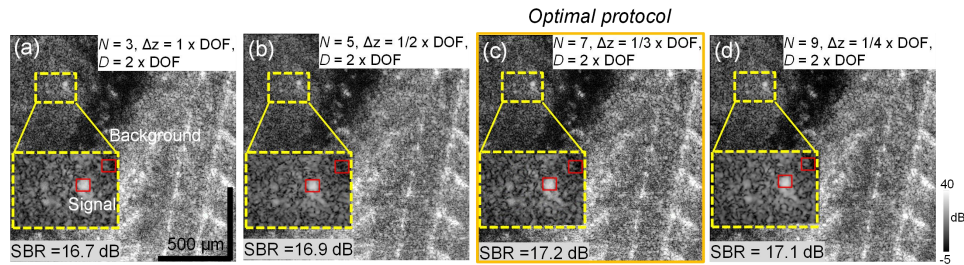 Optimal protocol
(a)
N = 3, Δz = 1 x DOF,
D = 2 x DOF
Background
Signal
500 µm
SBR =16.7 dB
(b)
N = 5, Δz = 1/2 x DOF,
D = 2 x DOF
SBR =16.9 dB
(c)
N = 7, Δz = 1/3 x DOF,
D = 2 x DOF
SBR =17.2 dB
(d)
N = 9, Δz = 1/4 x DOF,
D = 2 x DOF
SBR = 17.1 dB
40
dB
-5